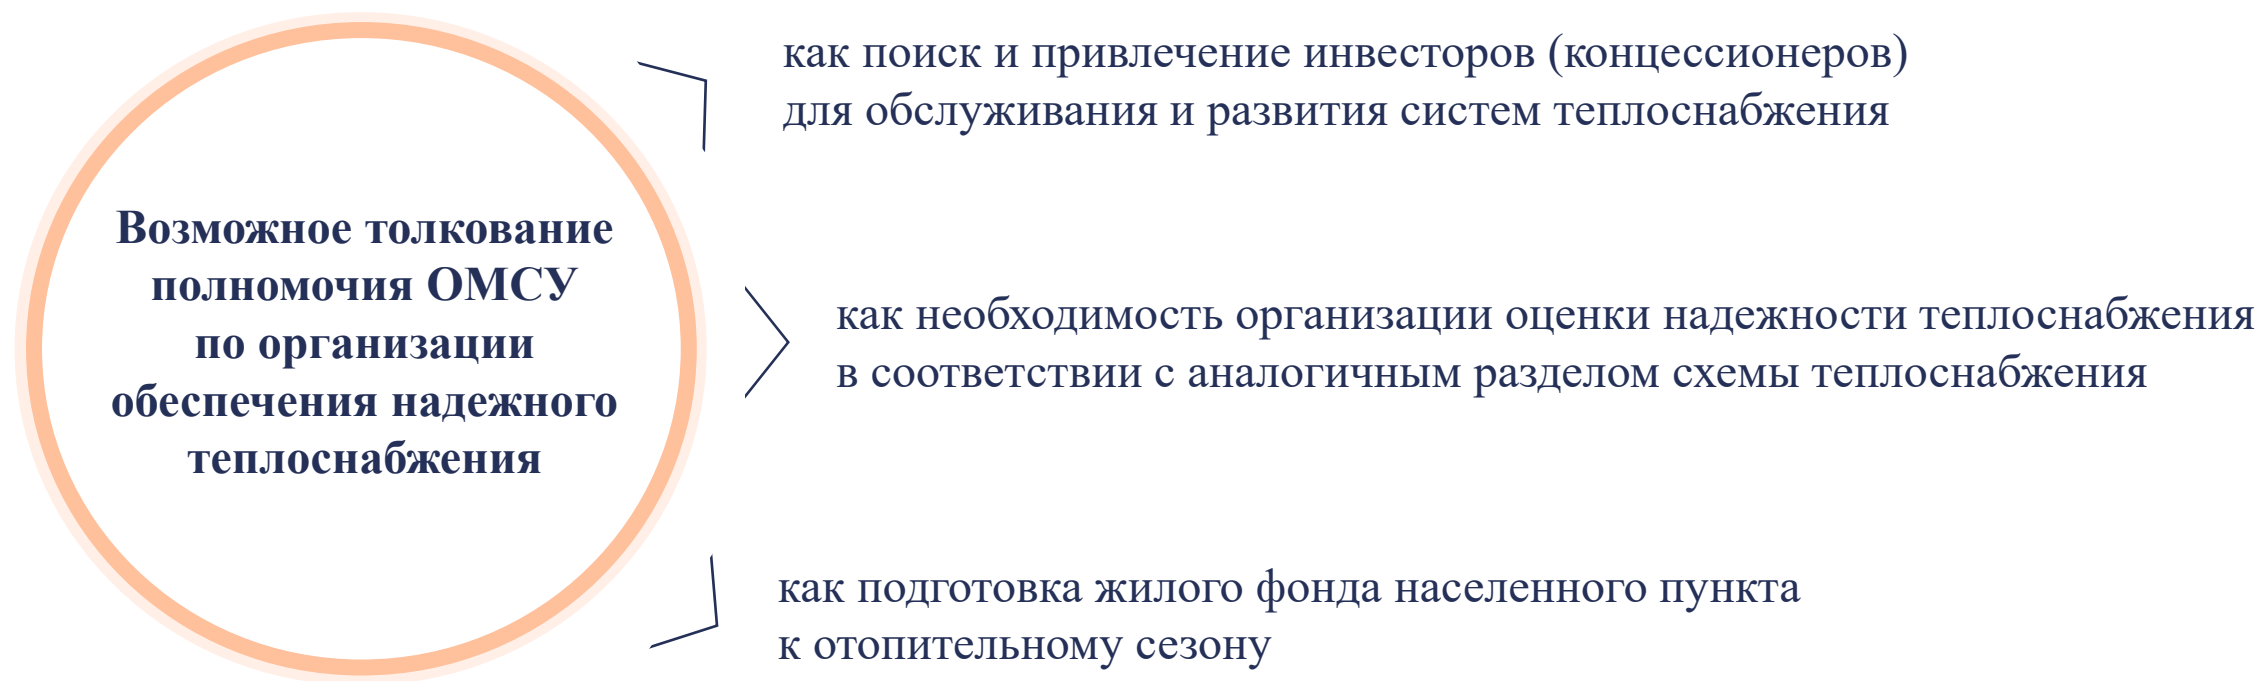 Возможное толкование
полномочия ОМСУ
по организации
обеспечения надежного
теплоснабжения
как поиск и привлечение инвесторов (концессионеров)
для обслуживания и развития систем теплоснабжения
как необходимость организации оценки надежности теплоснабжения
в соответствии с аналогичным разделом схемы теплоснабжения
как подготовка жилого фонда населенного пункта
к отопительному сезону